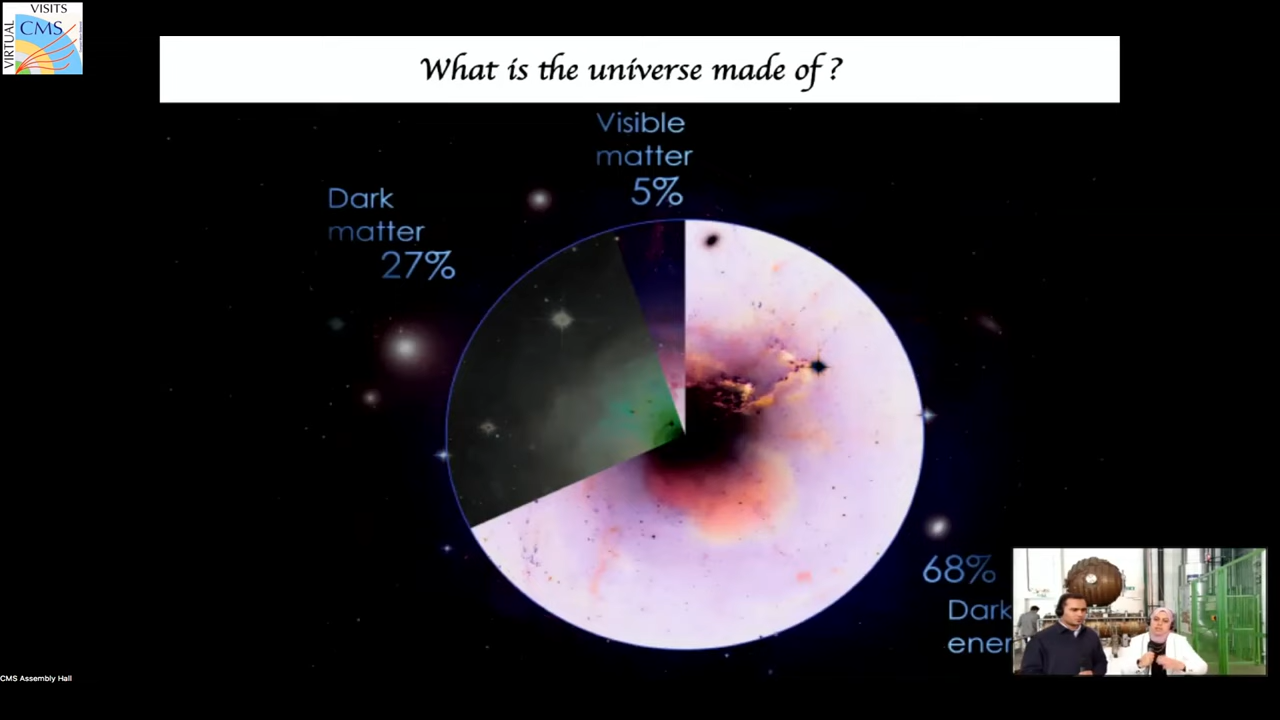 VISITS
VIRTUAL
CMS
What is the universe made of ?
Visible
matter
5%
Dark
matter
27%
68%
Dark
ener
CMS Assembly Hall